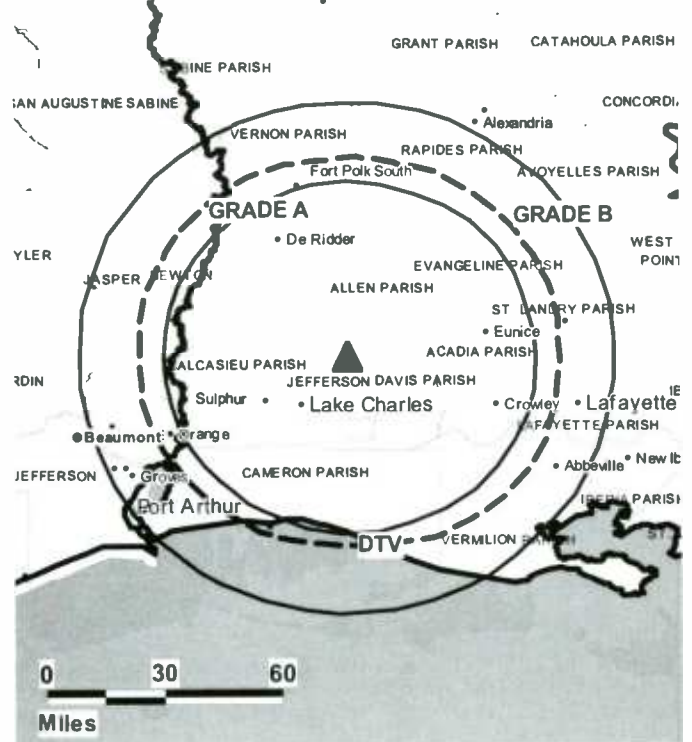 GRANT PARISH CATAHOULA PARISH
INE PARISH
SAN AUGUSTINE SABINE
CONCORDI
Alexandria
VERNON PARISH
RAPIDES PARISH
Fort Polk South
AVOYELLES PARISH
GRADE A
GRADE B
De Ridder
WEST
POINT
YLER
EVANGELINE PARISH
JASPER NEWTON
ALLEN PARISH
ST LANDRY PARISH
Eunice
ACADIA PARISH
CALCASIEU PARISH
JEFFERSON DAVIS PARISH
RDIN
Sulphur
Lake Charles
Crowley
Lafayette
LAFAYETTE PARISH
Beaumont
Orange
New Ib
Abbeville
JEFFERSON
Groves
CAMERON PARISH
IBERIA PARISH
Port Arthur
ST
DTV
VERMILION PARISH
0 30 60
Miles